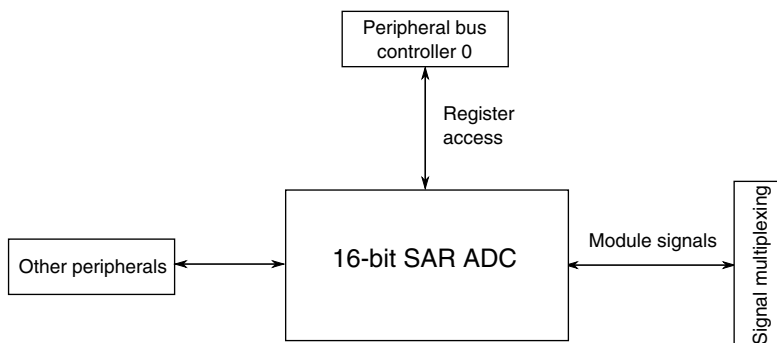 Peripheral bus
controller 0
Register
access
Signal multiplexing
Module signals
16-bit SAR ADC
Other peripherals